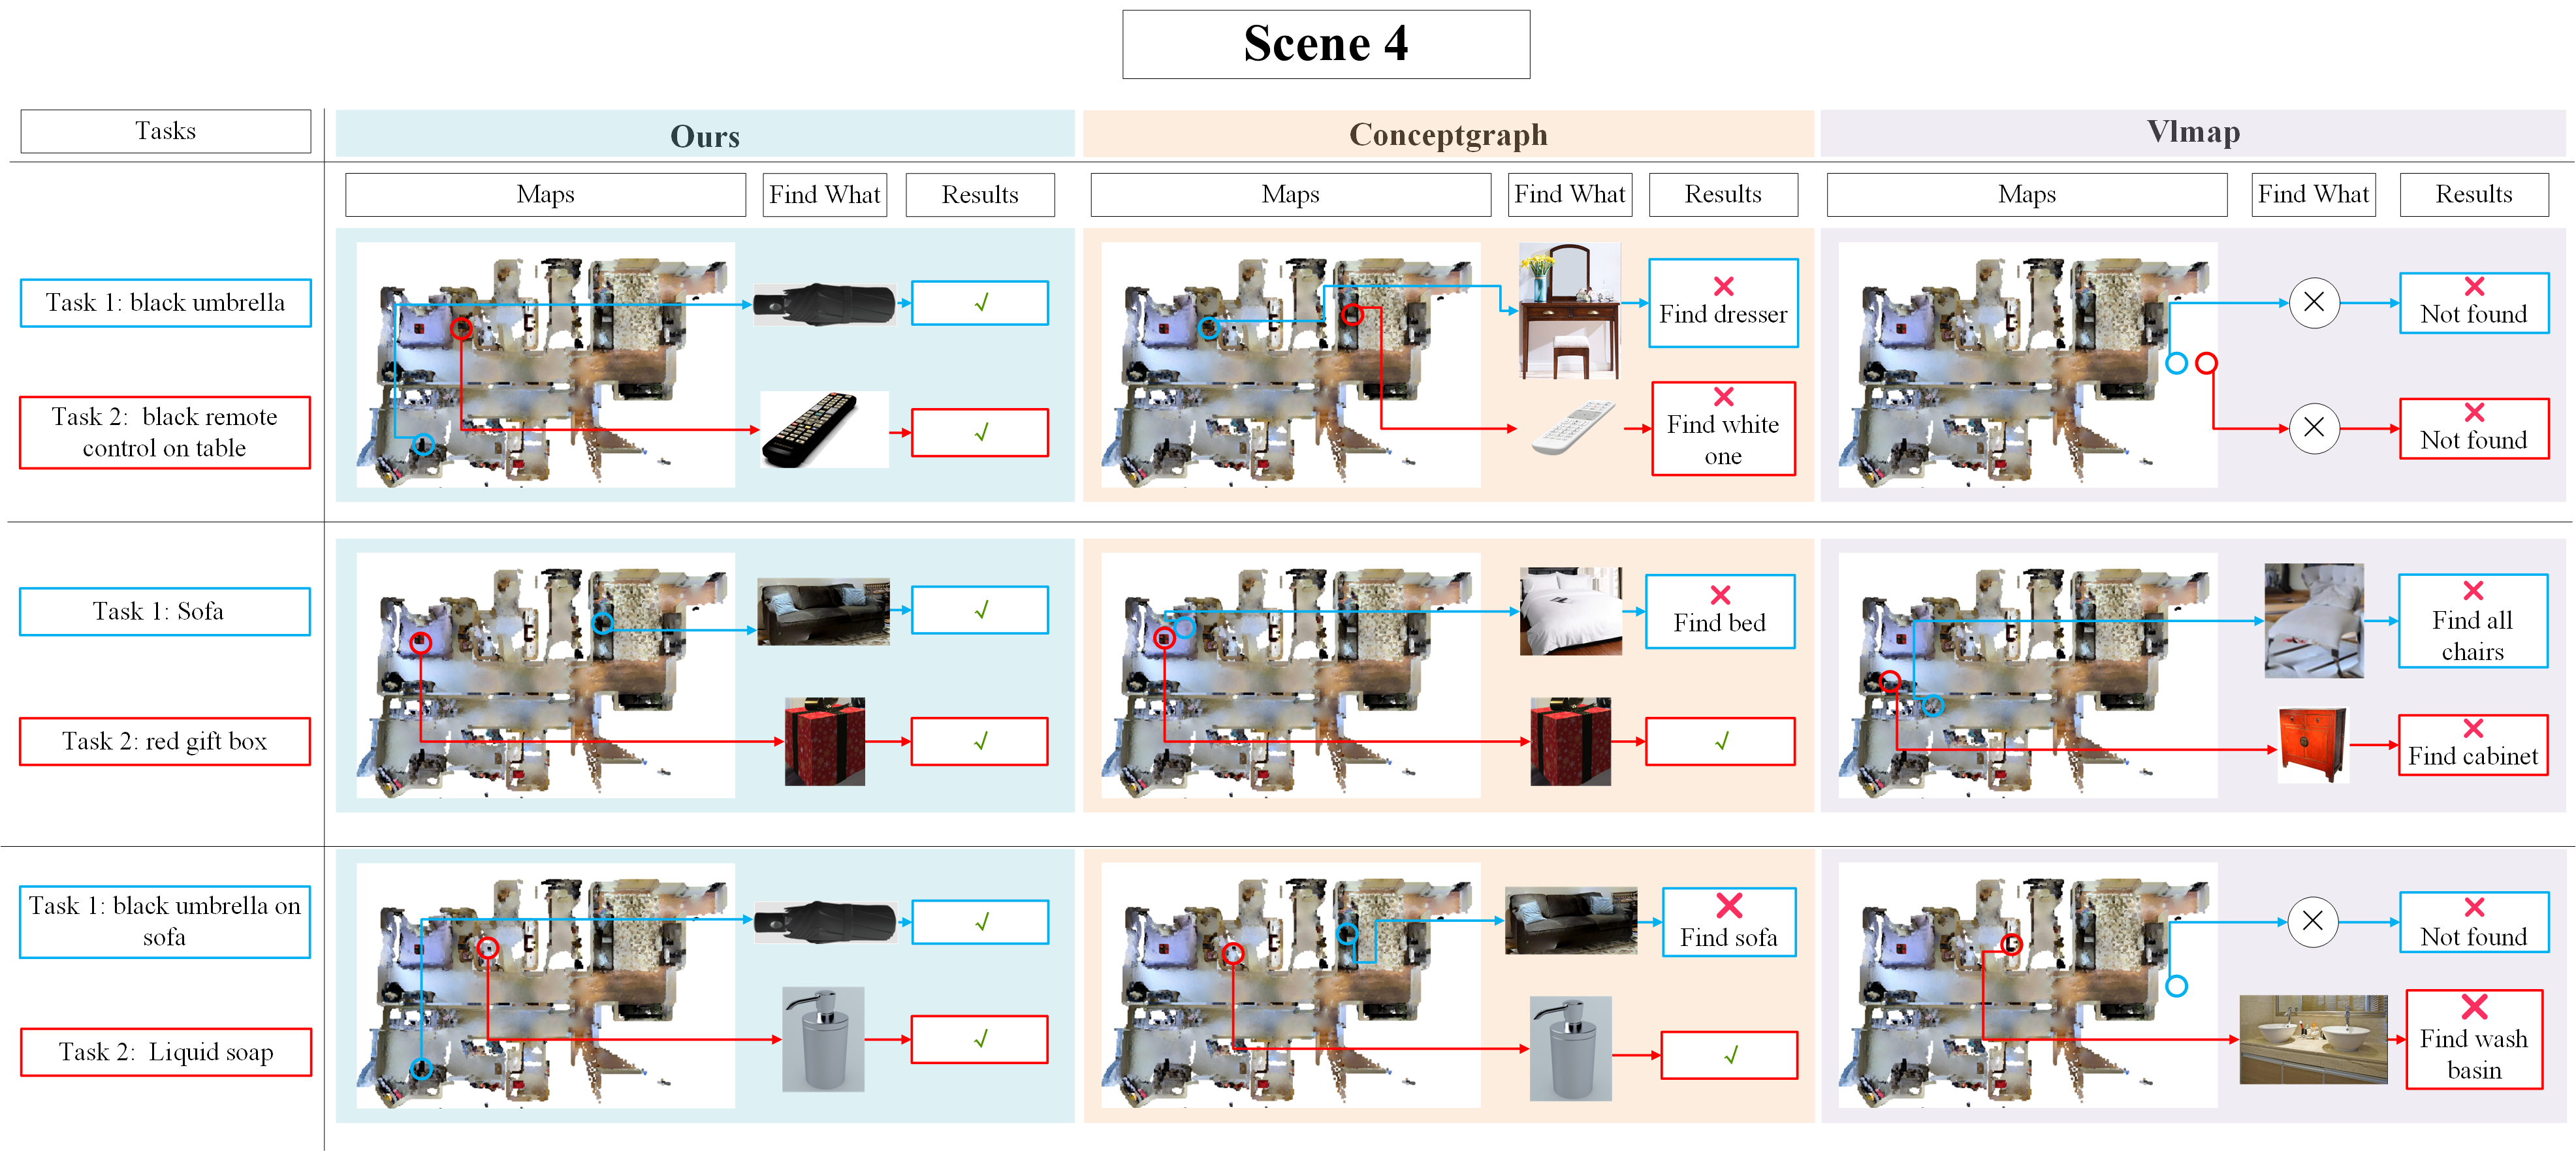 Scene 4
Tasks
Ours
Conceptgraph
Vlmap
Maps
Find What
Results
Maps
Find What
Results
Maps
Find What
Results
Task 1: black umbrella
√
Find dresser
Not found
Task 2: black remote
control on table
√
Find white
one
Not found
Task 1: Sofa
√
Find bed
Find all
chairs
Task 2: red gift box
√
√
Find cabinet
Task 1: black umbrella on
sofa
√
Find sofa
Not found
Task 2: Liquid soap
√
√
Find wash
basin